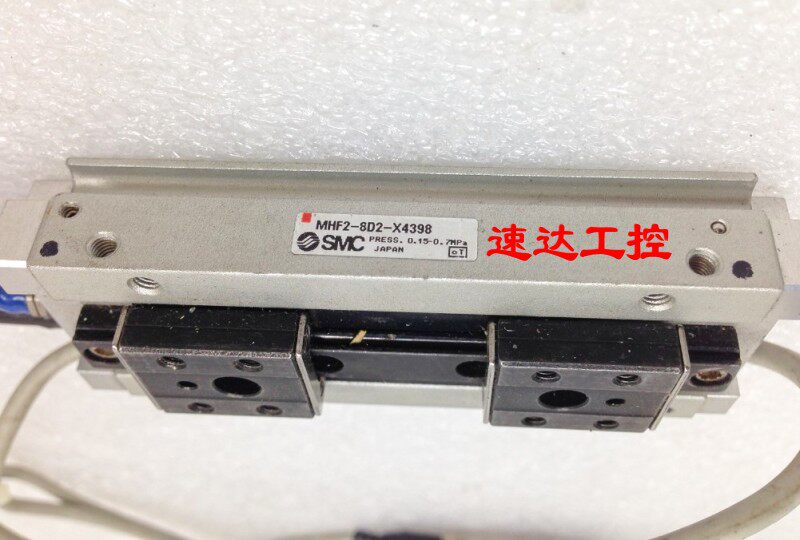 MHF2-8D2-X4398
SMC PRESS. 0.15-0.7MPa
JAPAN
速达工控